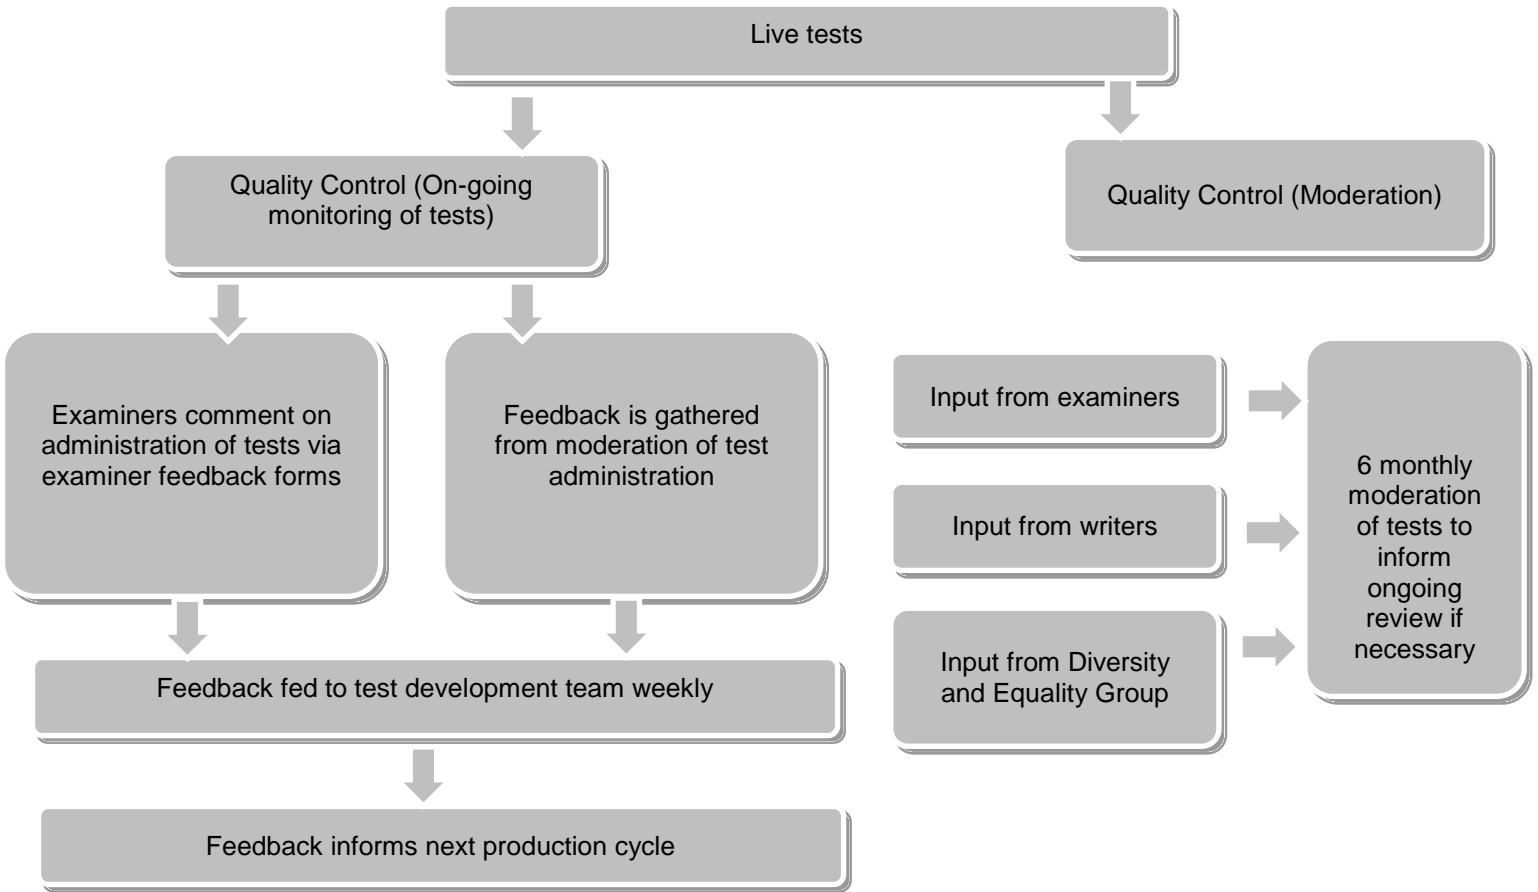 Live tests
Quality Control (On-going
monitoring of tests)
Quality Control (Moderation)
Examiners comment on
administration of tests via
examiner feedback forms
Feedback is gathered
from moderation of test
administration
Input from examiners
Input from writers
Input from Diversity
and Equality Group
6 monthly
moderation
of tests to
inform
ongoing
review if
necessary
Feedback fed to test development team weekly
Feedback informs next production cycle